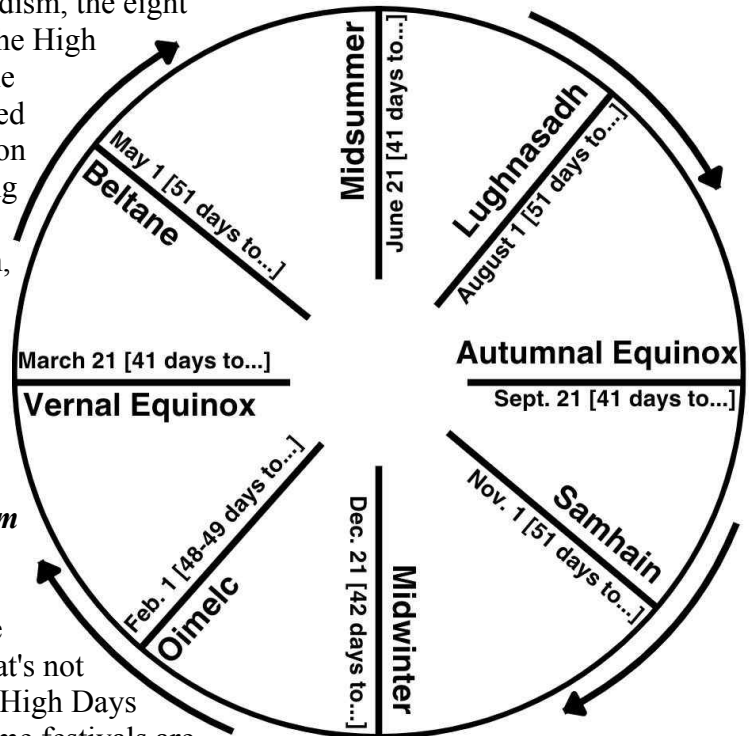 dism, the eight
ne High
e
ed
on
g
,
m
e
at's not
High Days
me festivals are
Midsummer
June 21 [41 days to...]
Lughnasadh
August 1 [51 days to...]
Autumnal Equinox
Sept. 21 [41 days to...]
Samhain
Nov. 1 [51 days to...]
Midwinter
Dec. 21 [42 days to...]
Oimelc
Feb. 1 [48-49 days to...]
March 21 [41 days to...]
Vernal Equinox
May 1 [51 days to...]
Beltane